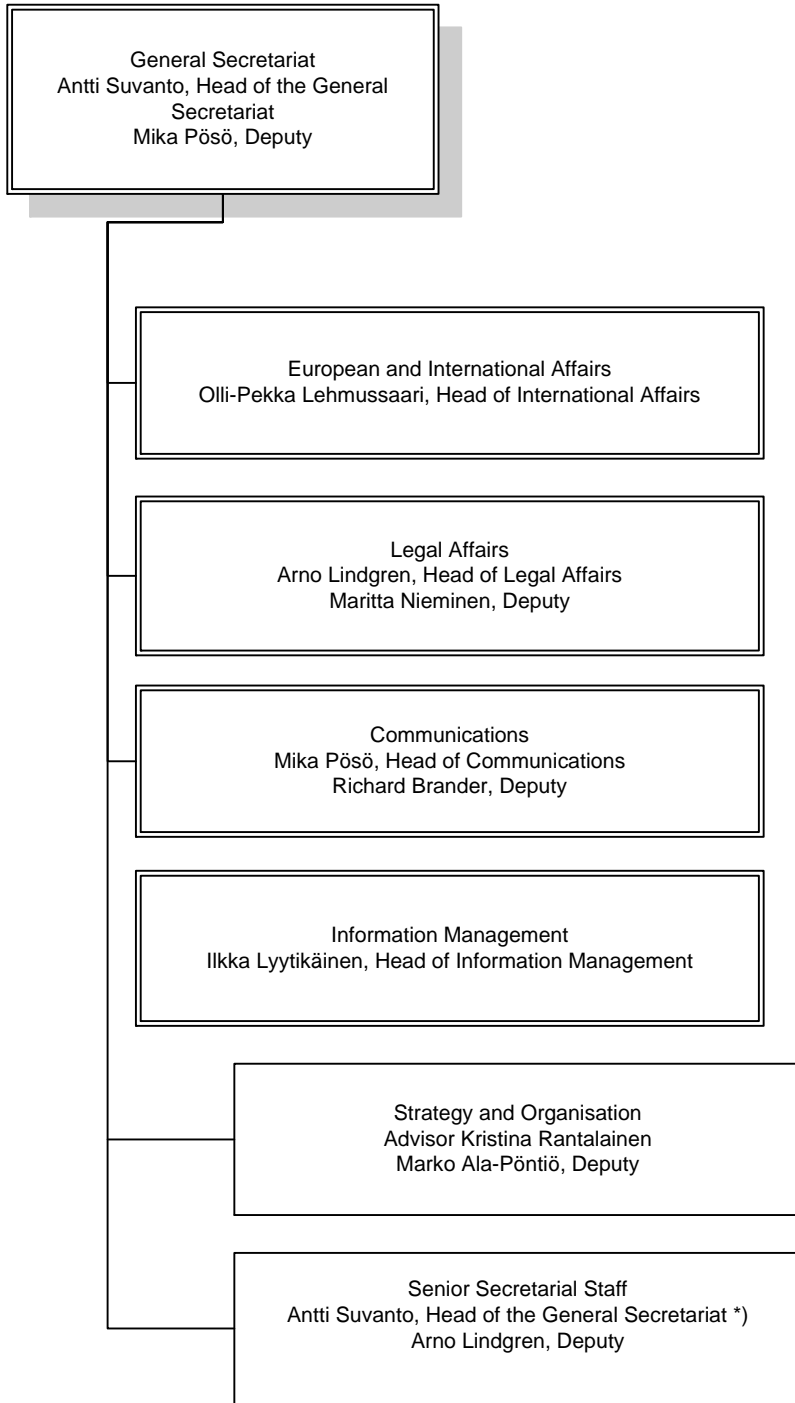 General Secretariat
Antti Suvanto, Head of the General
Secretariat
Mika Pösö, Deputy
European and International Affairs
Olli-Pekka Lehmussaari, Head of International Affairs
Legal Affairs
Arno Lindgren, Head of Legal Affairs
Maritta Nieminen, Deputy
Communications
Mika Pösö, Head of Communications
Richard Brander, Deputy
Information Management
Ilkka Lyytikäinen, Head of Information Management
Strategy and Organisation
Advisor Kristina Rantalainen
Marko Ala-Pöntiö, Deputy
Senior Secretarial Staff
Antti Suvanto, Head of the General Secretariat *)
Arno Lindgren, Deputy